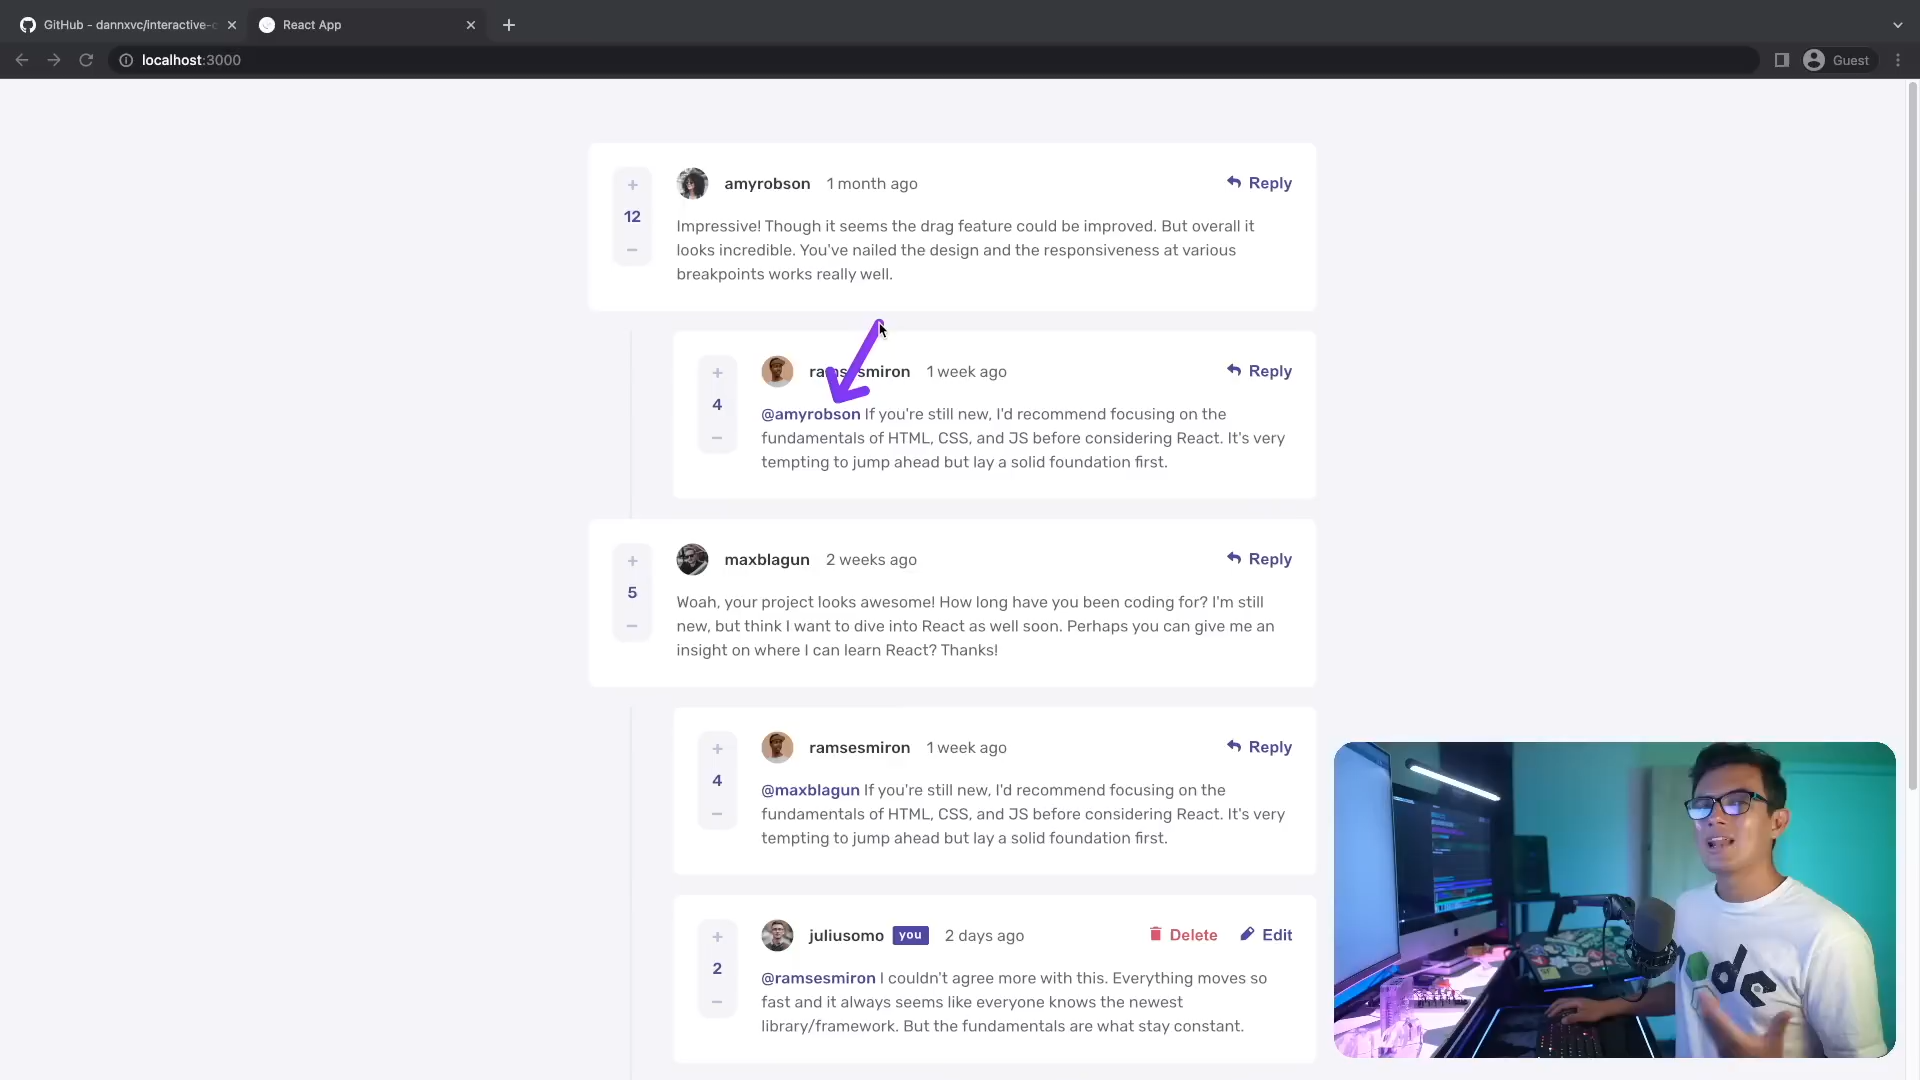 GitHub - dannxvc/interactive-c
React App
localhost:3000
Guest
+
12
−
amyrobson 1 month ago
Reply
Impressive! Though it seems the drag feature could be improved. But overall it
looks incredible. You've nailed the design and the responsiveness at various
breakpoints works really well.
+
4
−
ramsesmiron 1 week ago
Reply
@amyrobson If you're still new, I'd recommend focusing on the
fundamentals of HTML, CSS, and JS before considering React. It's very
tempting to jump ahead but lay a solid foundation first.
+
5
−
maxblagun 2 weeks ago
Reply
Woah, your project looks awesome! How long have you been coding for? I'm still
new, but think I want to dive into React as well soon. Perhaps you can give me an
insight on where I can learn React? Thanks!
+
4
−
ramsesmiron 1 week ago
Reply
@maxblagun If you're still new, I'd recommend focusing on the
fundamentals of HTML, CSS, and JS before considering React. It's very
tempting to jump ahead but lay a solid foundation first.
+
2
−
juliusomo you 2 days ago
Delete Edit
@ramsesmiron I couldn't agree more with this. Everything moves so
fast and it always seems like everyone knows the newest
library/framework. But the fundamentals are what stay constant.
node